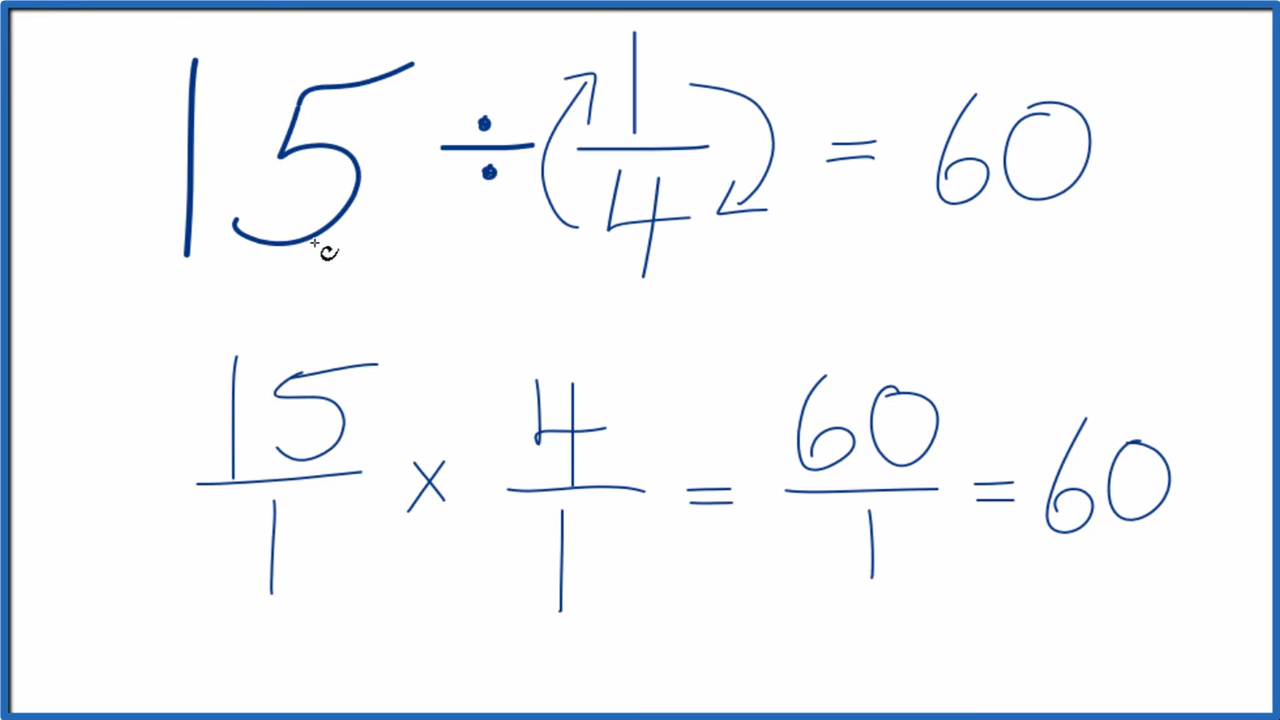 15 ÷ 1/4 = 60
15/1 x 4/1 = 60/1 = 60